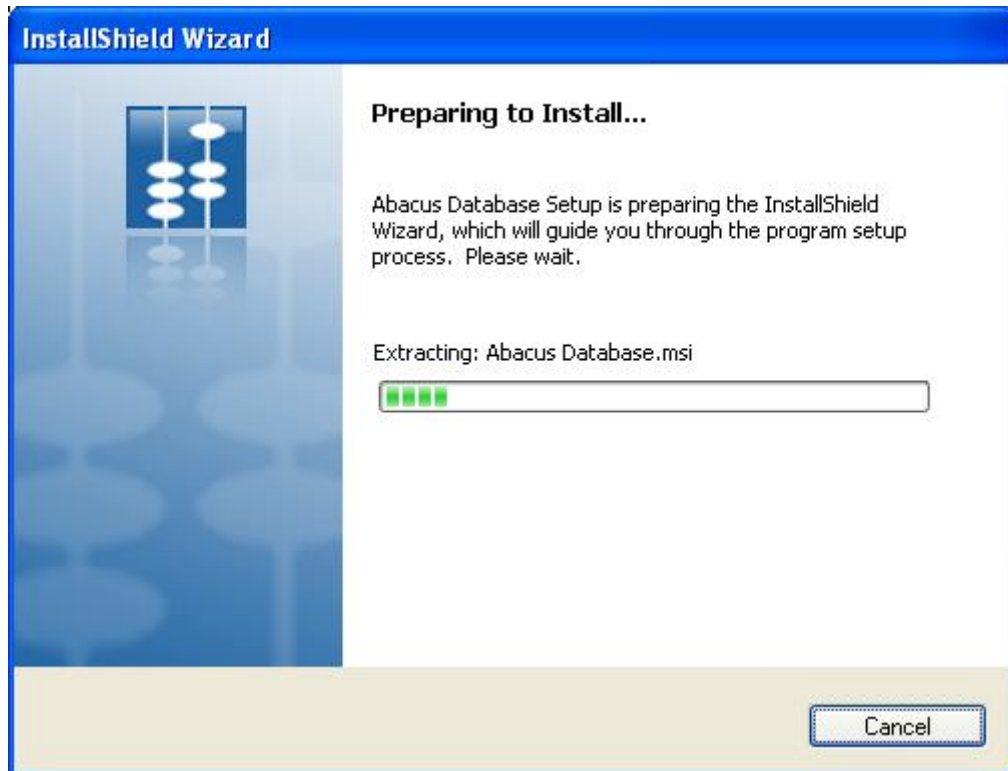 InstallShield Wizard
Preparing to Install...
Abacus Database Setup is preparing the InstallShield
Wizard, which will guide you through the program setup
process.  Please wait.
Extracting: Abacus Database.msi
Cancel